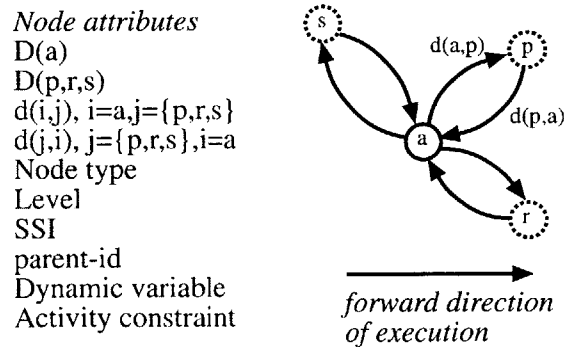 Node attributes
D(a)
D(p,r,s)
d(i,j), i=a,j={p,r,s}
d(j,i), j={p,r,s},i=a
Node type
Level
SSI
parent-id
Dynamic variable
Activity constraint
s
d(a,p)
p
d(p,a)
a
r
forward direction
of execution